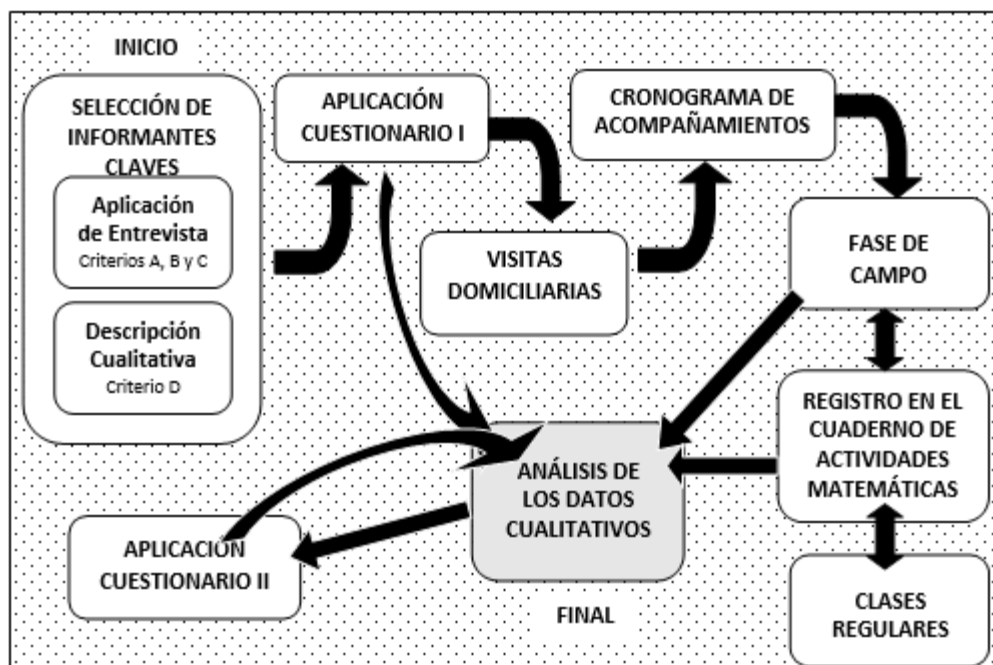 INICIO
SELECCIÓN DE
INFORMANTES
CLAVES
Aplicación
de Entrevista
Criterios A, B y C
Descripción
Cualitativa
Criterio D
APLICACIÓN
CUESTIONARIO I
VISITAS
DOMICILIARIAS
CRONOGRAMA DE
ACOMPAÑAMIENTOS
FASE DE
CAMPO
REGISTRO EN EL
CUADERNO DE
ACTIVIDADES
MATEMÁTICAS
CLASES
REGULARES
ANÁLISIS DE
LOS DATOS
CUALITATIVOS
APLICACIÓN
CUESTIONARIO II
FINAL